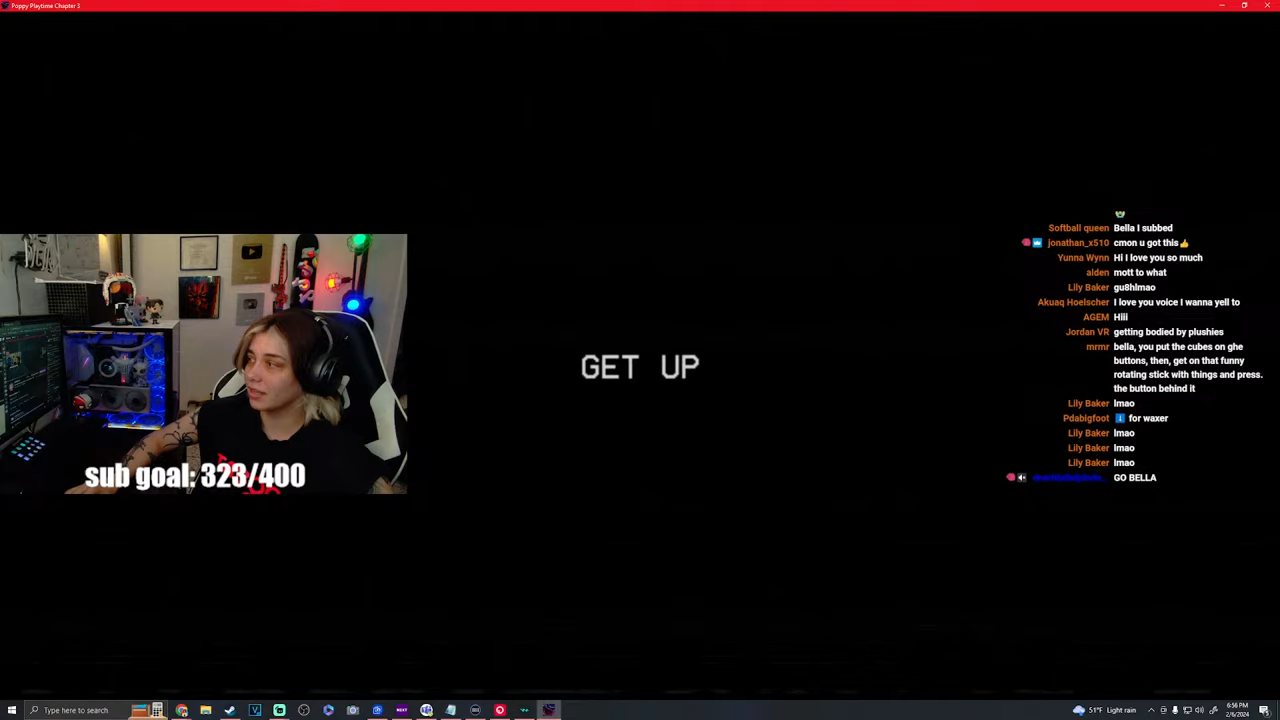 Poppy Playtime Chapter 3
Softball queen Bella I subbed
jonathan_x510 cmon u got this👍
Yunna Wynn Hi I love you so much
alden mott to what
Lily Baker gu8hlmao
Akuaq Hoelscher I love you voice I wanna yell to
AGEM Hiii
Jordan VR getting bodied by plushies
mrmr bella, you put the cubes on ghe
buttons, then, get on that funny
rotating stick with things and press.
the button behind it
Lily Baker lmao
Pdabigfoot for waxer
Lily Baker lmao
Lily Baker lmao
Lily Baker lmao
GO BELLA
GET UP
sub goal: 323/400
Type here to search
NEXT
51°F Light rain
6:56 PM
2/6/2024